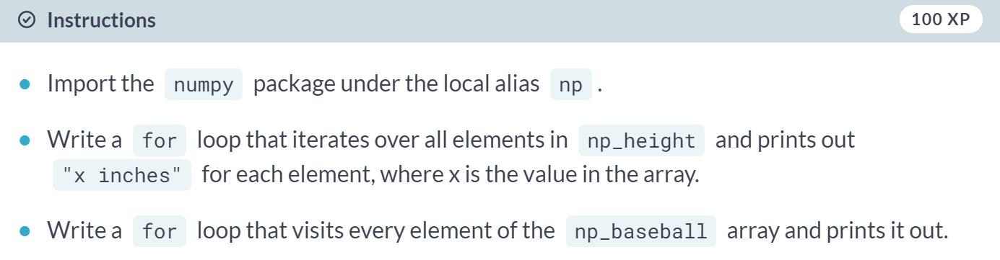 Instructions 100 XP
Import the numpy package under the local alias np .
Write a for loop that iterates over all elements in np_height and prints out
"x inches" for each element, where x is the value in the array.
Write a for loop that visits every element of the np_baseball array and prints it out.